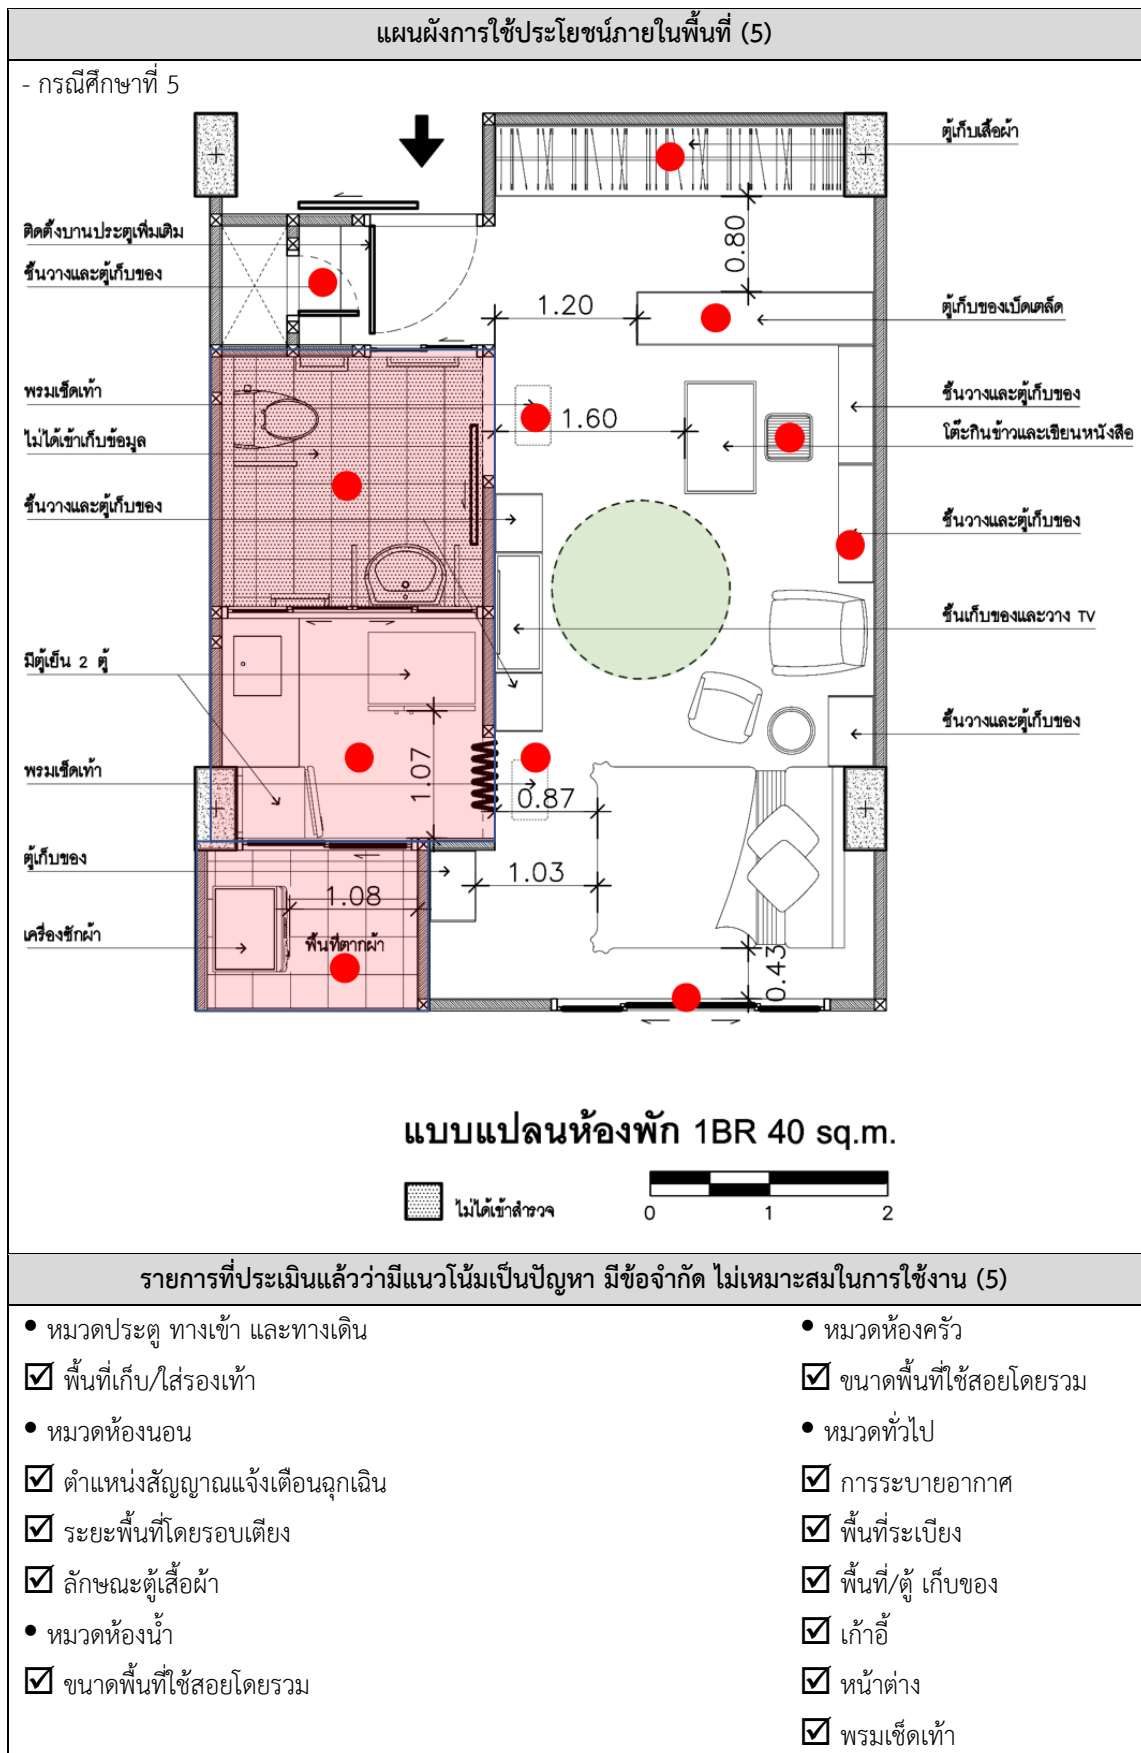 แผนผังการใช้ประโยชน์ภายในพื้นที่ (5)
- กรณีศึกษาที่ 5
ตู้เก็บเสื้อผ้า
ติดตั้งบานประตูเพิ่มเติม
ชั้นวางและตู้เก็บของ
0.80
1.20
ตู้เก็บของเบ็ดเตล็ด
พรมเช็ดเท้า
ชั้นวางและตู้เก็บของ
1.60
ไม่ได้เข้าเก็บข้อมูล
โต๊ะกินข้าวและเขียนหนังสือ
ชั้นวางและตู้เก็บของ
ชั้นวางและตู้เก็บของ
ชั้นเก็บของและวาง TV
มีตู้เย็น 2 ตู้
ชั้นวางและตู้เก็บของ
1.07
พรมเช็ดเท้า
0.87
ตู้เก็บของ
1.03
1.08
เครื่องซักผ้า
พื้นที่ตากผ้า
0.43
แบบแปลนห้องพัก 1BR 40 sq.m.
ไม่ได้เข้าสำรวจ
0 1 2
รายการที่ประเมินแล้วว่ามีแนวโน้มเป็นปัญหา มีข้อจำกัด ไม่เหมาะสมในการใช้งาน (5)
• หมวดประตู ทางเข้า และทางเดิน
☑ พื้นที่เก็บ/ใส่รองเท้า
• หมวดห้องนอน
☑ ตำแหน่งสัญญาณแจ้งเตือนฉุกเฉิน
☑ ระยะพื้นที่โดยรอบเตียง
☑ ลักษณะตู้เสื้อผ้า
• หมวดห้องน้ำ
☑ ขนาดพื้นที่ใช้สอยโดยรวม
• หมวดห้องครัว
☑ ขนาดพื้นที่ใช้สอยโดยรวม
• หมวดทั่วไป
☑ การระบายอากาศ
☑ พื้นที่ระเบียง
☑ พื้นที่/ตู้ เก็บของ
☑ เก้าอี้
☑ หน้าต่าง
☑ พรมเช็ดเท้า